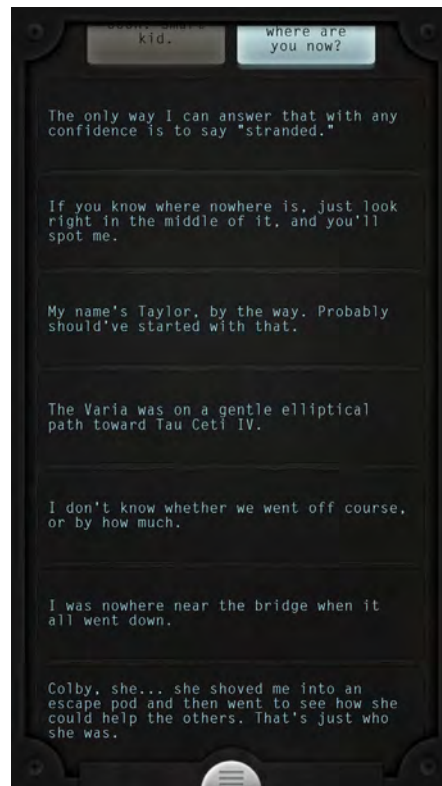 kid.
where are
you now?
The only way I can answer that with any
confidence is to say "stranded."
If you know where nowhere is, just look
right in the middle of it, and you'll
spot me.
My name's Taylor, by the way. Probably
should've started with that.
The Varia was on a gentle elliptical
path toward Tau Ceti IV.
I don't know whether we went off course,
or by how much.
I was nowhere near the bridge when it
all went down.
Colby, she... she shoved me into an
escape pod and then went to see how she
could help the others. That's just who
she was.